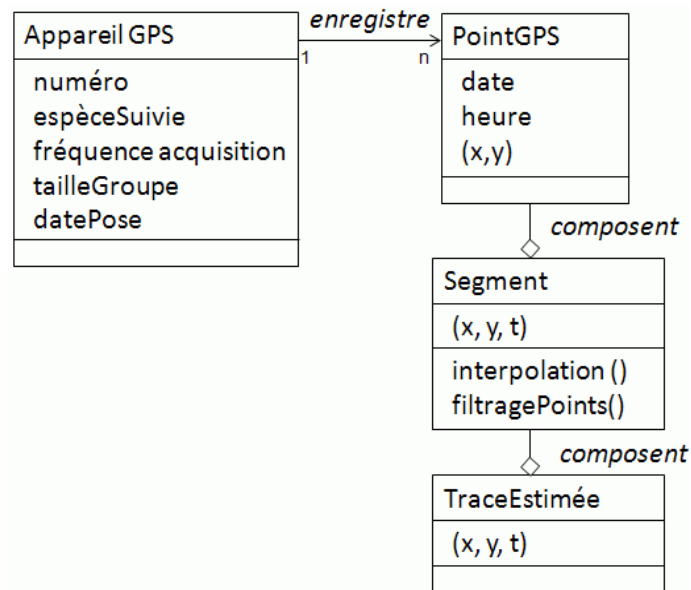 Appareil GPS
numéro
espèceSuivie
fréquence acquisition
tailleGroupe
datePose
enregistre
1
n
PointGPS
date
heure
(x,y)
composent
Segment
(x, y, t)
interpolation ()
filtragePoints()
composent
TraceEstimée
(x, y, t)